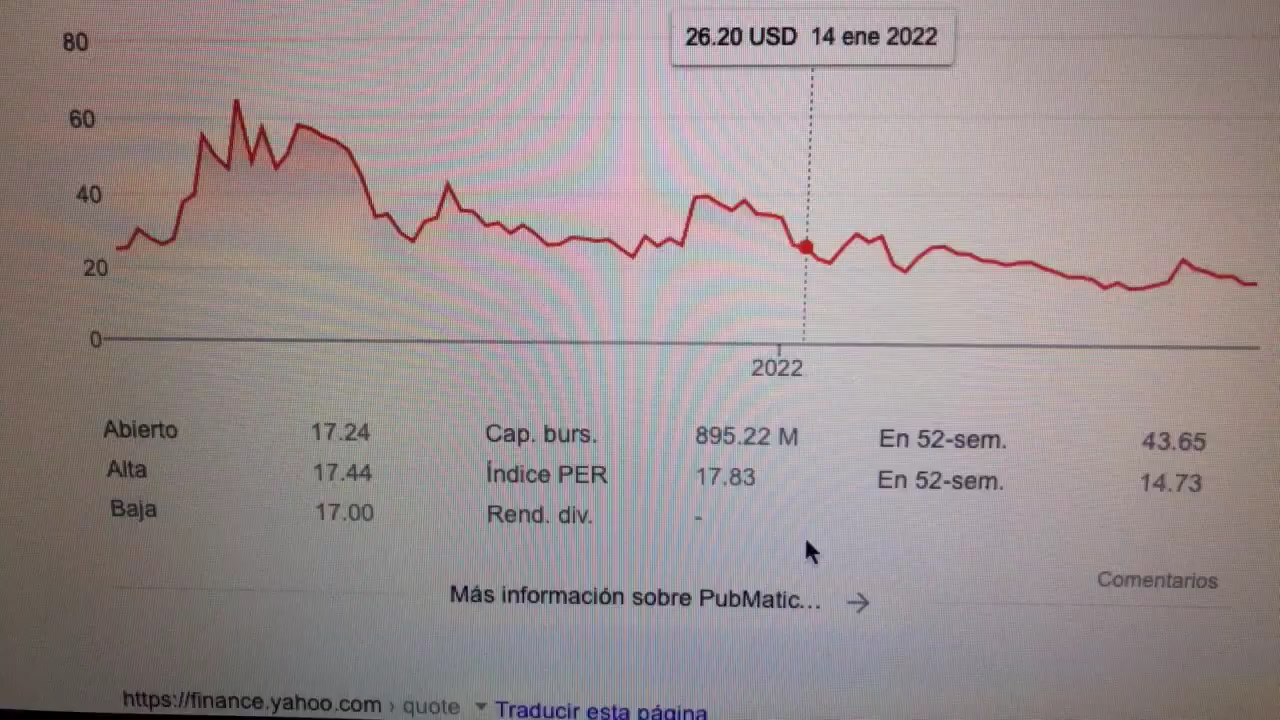 26.20 USD 14 ene 2022
80
60
40
20
0
2022
Abierto 17.24 Cap. burs. 895.22 M En 52-sem. 43.65
Alta 17.44 Índice PER 17.83 En 52-sem. 14.73
Baja 17.00 Rend. div. -
Comentarios
Más información sobre PubMatic... →
https://finance.yahoo.com › quote ▼ Traducir esta página